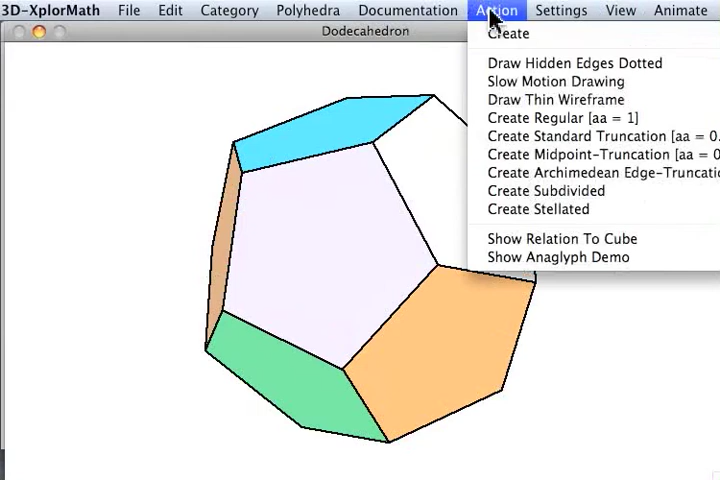 3D-XplorMath File Edit Category Polyhedra Documentation Action Settings View Animate
Dodecahedron
Create
Draw Hidden Edges Dotted
Slow Motion Drawing
Draw Thin Wireframe
Create Regular [aa = 1]
Create Standard Truncation [aa = 0.
Create Midpoint-Truncation [aa = 0
Create Archimedean Edge-Truncatio
Create Subdivided
Create Stellated
Show Relation To Cube
Show Anaglyph Demo